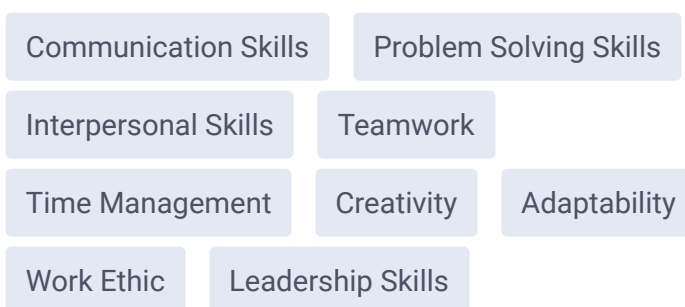 Communication Skills Problem Solving Skills
Interpersonal Skills Teamwork
Time Management Creativity Adaptability
Work Ethic Leadership Skills